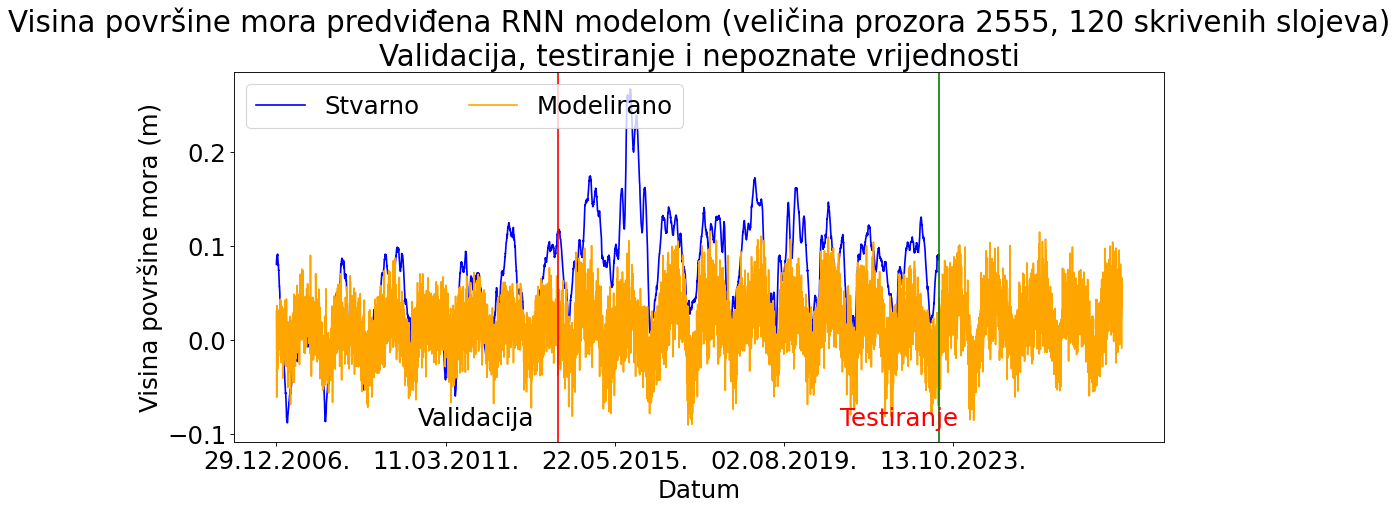 Visina površine mora predviđena RNN modelom (veličina prozora 2555, 120 skrivenih slojeva)
Validacija, testiranje i nepoznate vrijednosti
Stvarno
Modelirano
Visina površine mora (m)
0.2
0.1
0.0
−0.1
Validacija
Testiranje
29.12.2006.
11.03.2011.
22.05.2015.
02.08.2019.
13.10.2023.
Datum